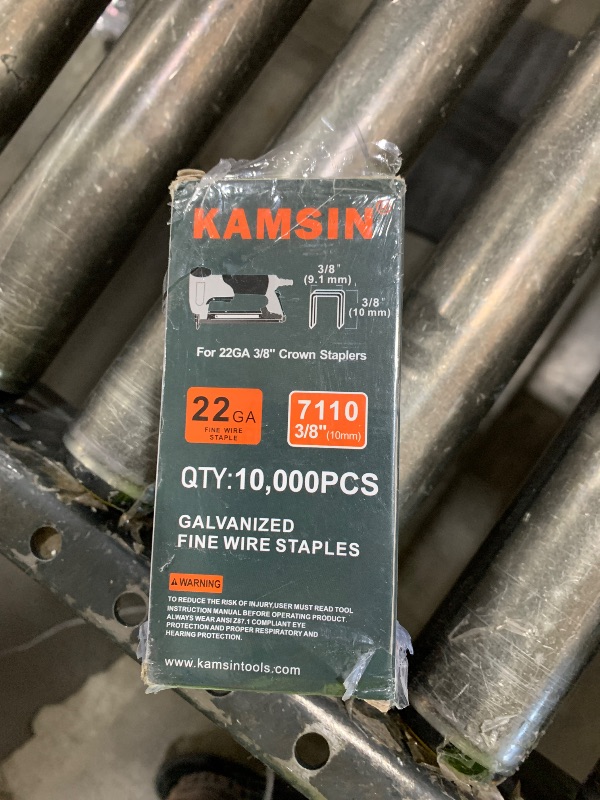 KAMSIN
3/8"
(9.1 mm)
3/8"
(10 mm)
For 22GA 3/8" Crown Staplers
22GA
FINE WIRE
STAPLE
7110
3/8"(10mm)
QTY:10,000PCS
GALVANIZED
FINE WIRE STAPLES
WARNING
TO REDUCE THE RISK OF INJURY,USER MUST READ TOOL
INSTRUCTION MANUAL BEFORE OPERATING PRODUCT.
ALWAYS WEAR ANSI Z87.1 COMPLIANT EYE
PROTECTION AND PROPER RESPIRATORY AND
HEARING PROTECTION.
www.kamsintools.com